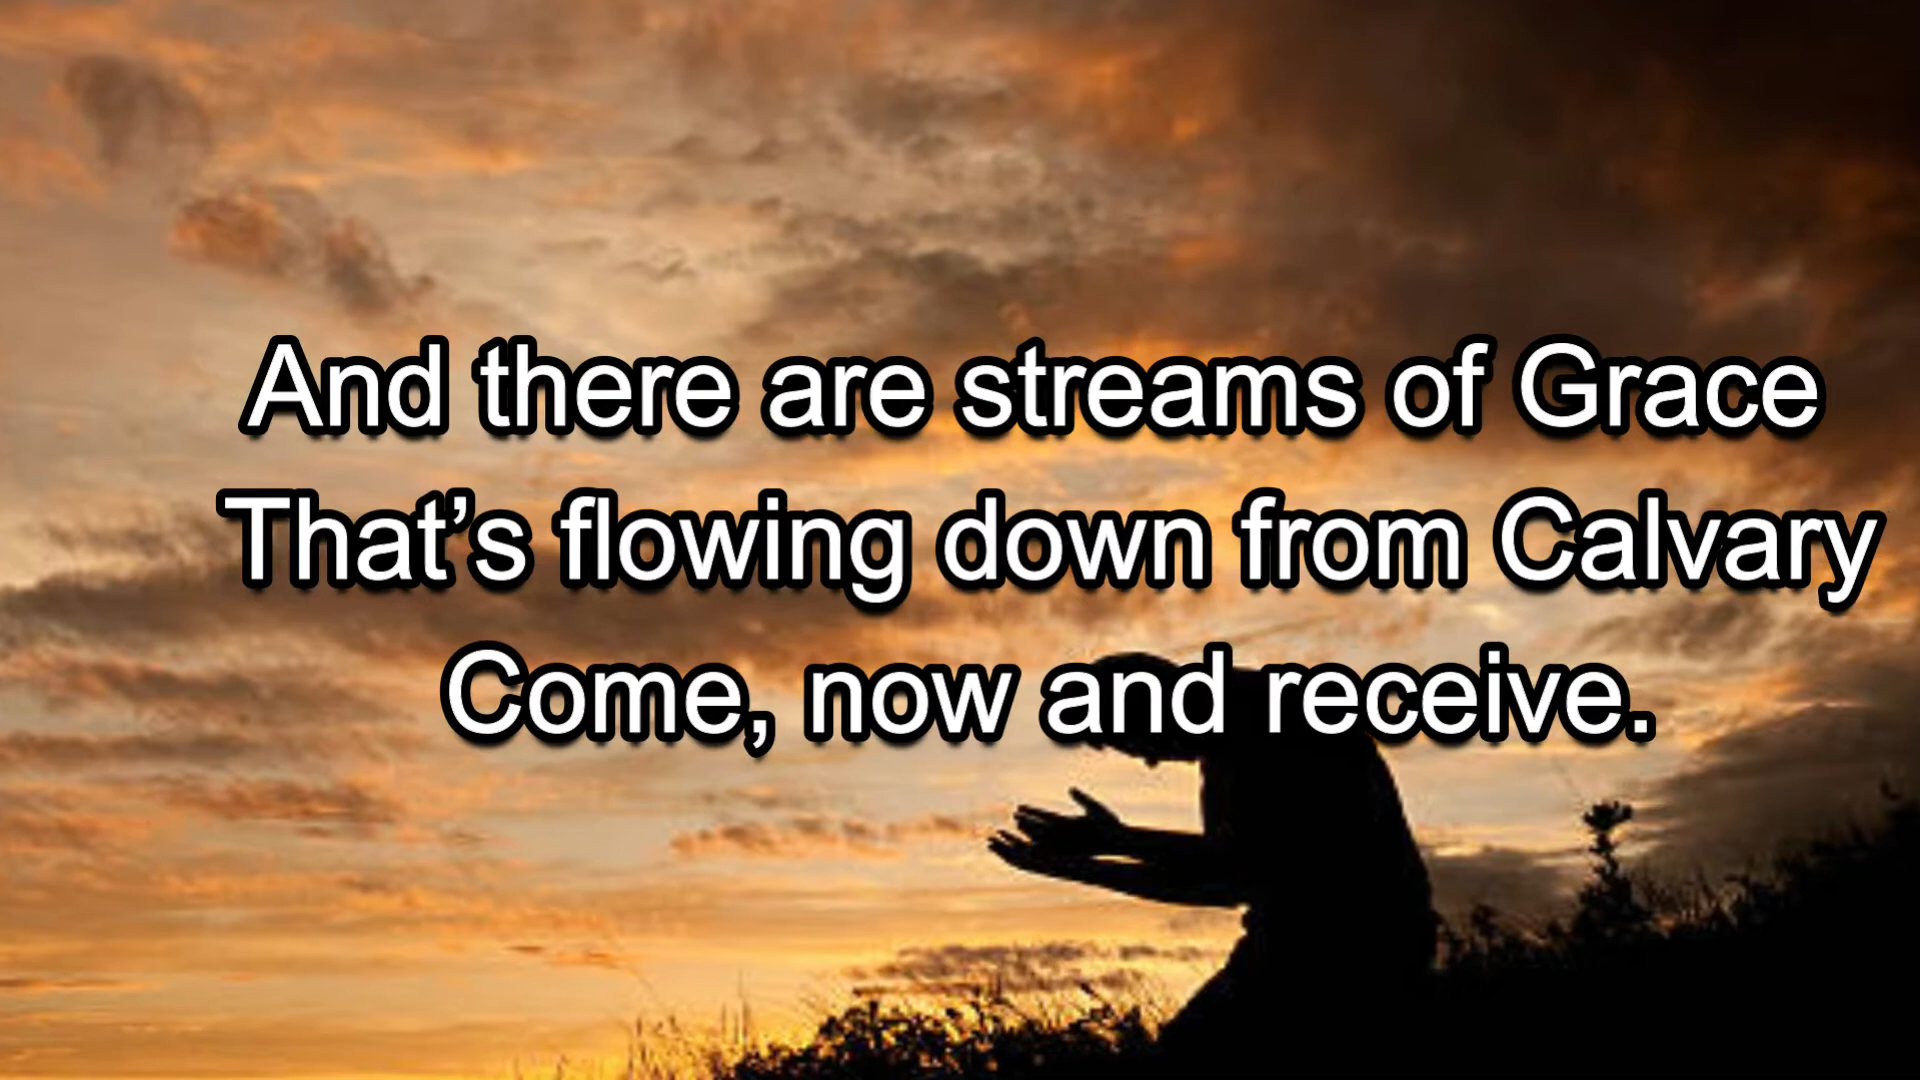 And there are streams of Grace
That’s flowing down from Calvary
Come, now and receive.